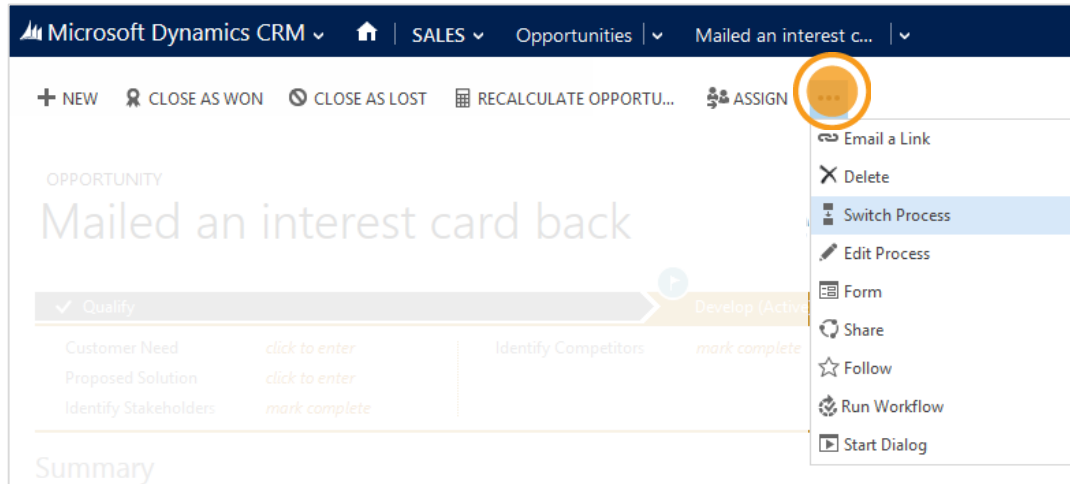 Microsoft Dynamics CRM SALES Opportunities Mailed an interest c...
NEW CLOSE AS WON CLOSE AS LOST RECALCULATE OPPORTU... ASSIGN ...
Email a Link
Delete
Switch Process
Edit Process
Form
Share
Follow
Run Workflow
Start Dialog
OPPORTUNITY
Mailed an interest card back
Qualify Develop (Active
Customer Need click to enter Identify Competitors mark complete
Proposed Solution click to enter
Identify Stakeholders mark complete
Summary